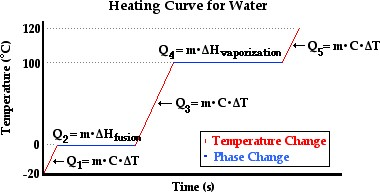 Heating Curve for Water
Temperature (°C)
120
100
0
-20
Q₄ = m•ΔHvaporization
Q₅ = m•C•ΔT
Q₃ = m•C•ΔT
Q₂ = m•ΔHfusion
Q₁ = m•C•ΔT
Temperature Change
Phase Change
Time (s)